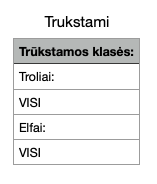 Trukstami
Trūkstamos klasės:
Troliai:
VISI
Elfai:
VISI